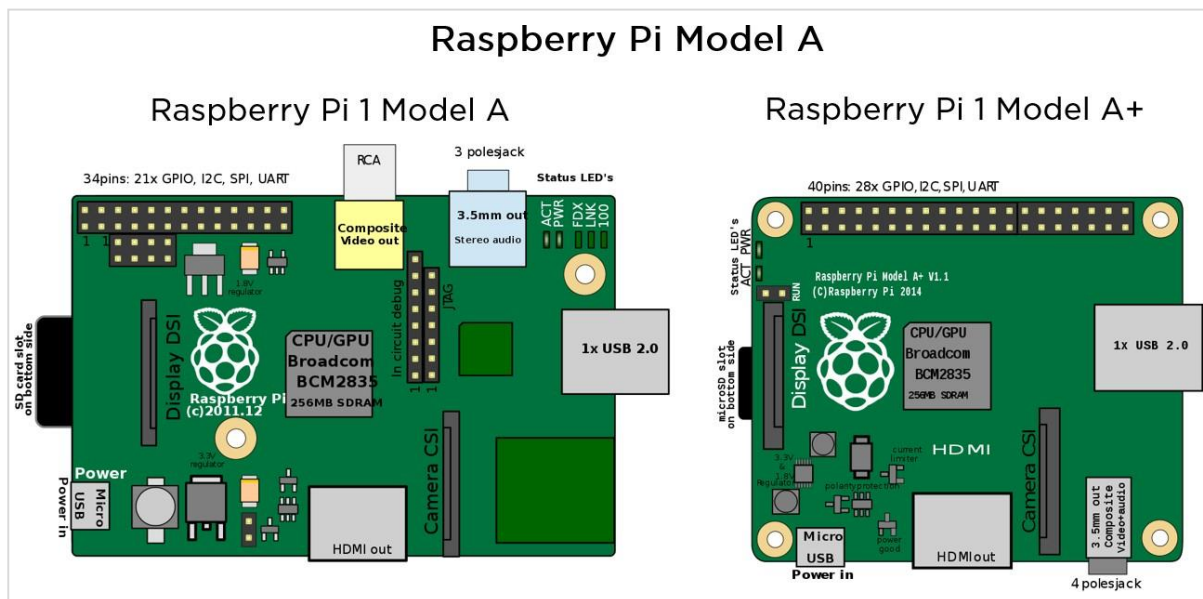 Raspberry Pi Model A
Raspberry Pi 1 Model A
34pins: 21x GPIO, I2C, SPI, UART
RCA
3 polesjack
Status LED's
Composite
Video out
3.5mm out
Stereo audio
ACT
PWR
FDX
LNK
100
1 1
1.8V
regulator
In circuit debug
JTAG
1 1
SD card slot
on bottom side
Display DSI
CPU/GPU
Broadcom
BCM2835
256MB SDRAM
1x USB 2.0
Raspberry Pi
(c)2011.12
3.3V
regulator
Power
Micro
USB
Power in
HDMI out
Camera CSI
Raspberry Pi 1 Model A+
40pins: 28x GPIO, I2C, SPI, UART
1
Status LED's
ACT PWR
RUN
Raspberry Pi Model A+ V1.1
(C)Raspberry Pi 2014
microSD slot
on bottom side
Display DSI
CPU/GPU
Broadcom
BCM2835
256MB SDRAM
1x USB 2.0
HDMI
current
limiter
3.3V
&
1.8V
Regulator
polarityprotection
power
good
Micro
USB
Power in
HDMIout
Camera CSI
3.5mm out
Composite
Video+audio
4 polesjack